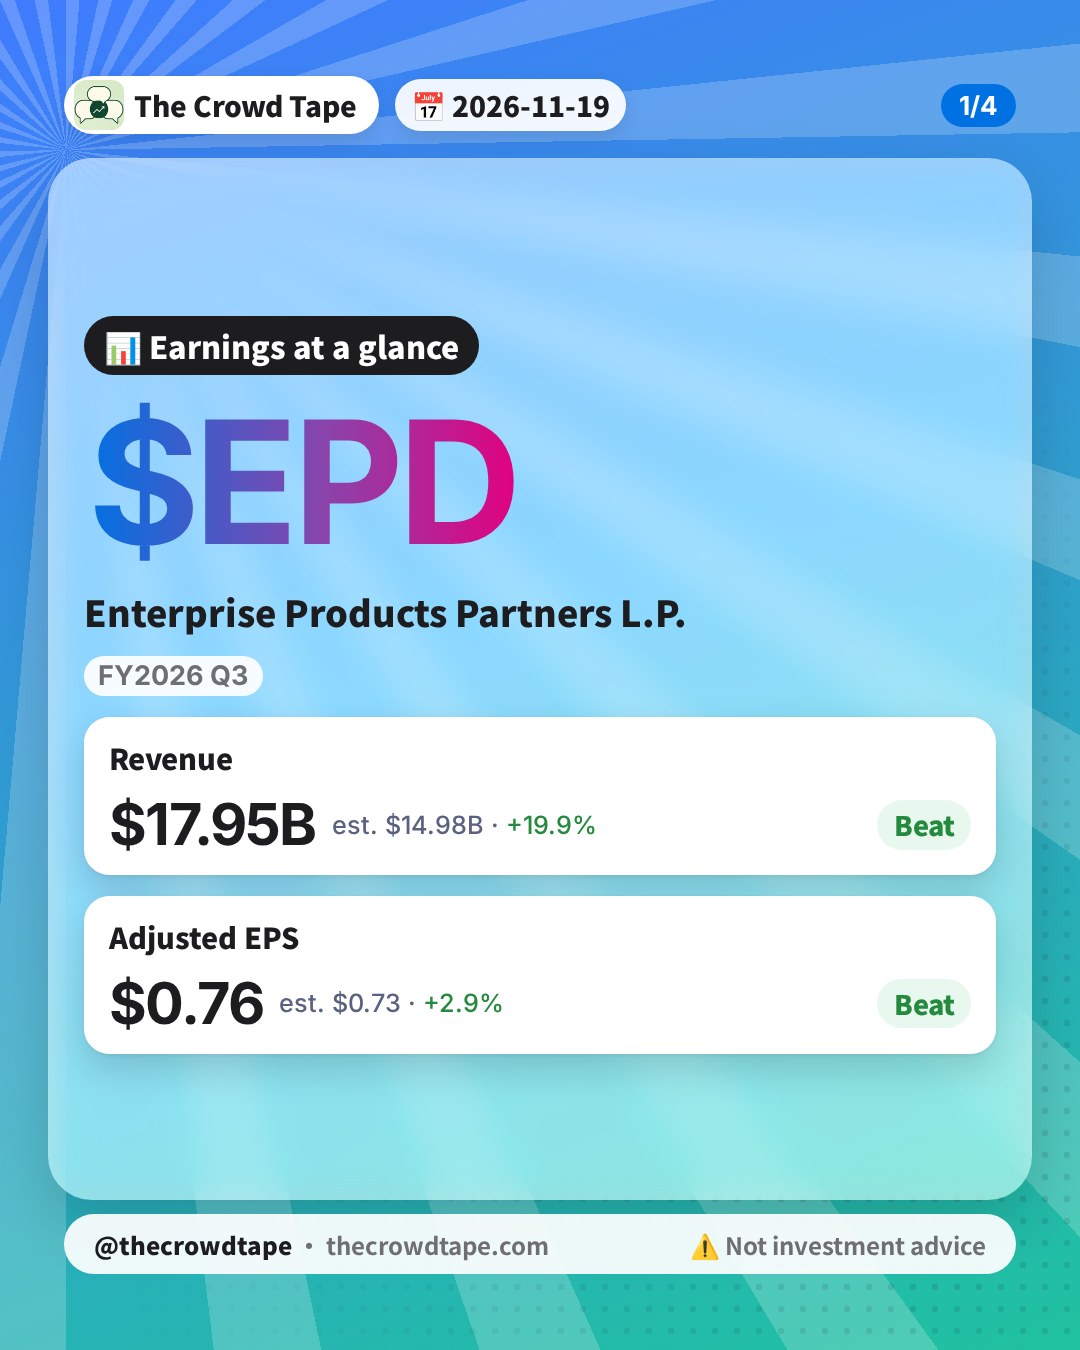 The Crowd Tape
📅 2026-11-19
1/4
📊 Earnings at a glance
$EPD
Enterprise Products Partners L.P.
FY2026 Q3
Revenue
$17.95B est. $14.98B · +19.9% Beat
Adjusted EPS
$0.76 est. $0.73 · +2.9% Beat
@thecrowdtape • thecrowdtape.com ⚠️ Not investment advice